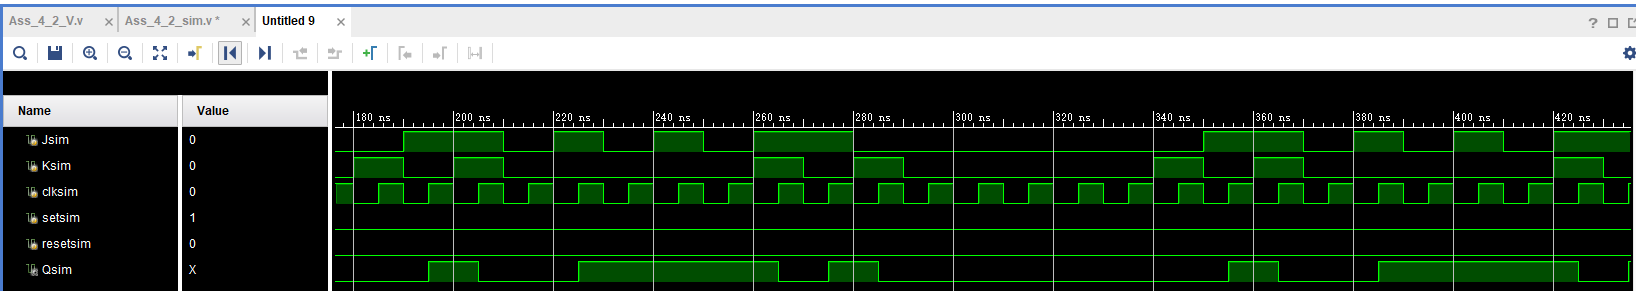 Ass_4_2_V.v × Ass_4_2_sim.v * × Untitled 9 ×
?
Name Value
180 ns 200 ns 220 ns 240 ns 260 ns 280 ns 300 ns 320 ns 340 ns 360 ns 380 ns 400 ns 420 ns
Jsim 0
Ksim 0
clksim 0
setsim 1
resetsim 0
Qsim X